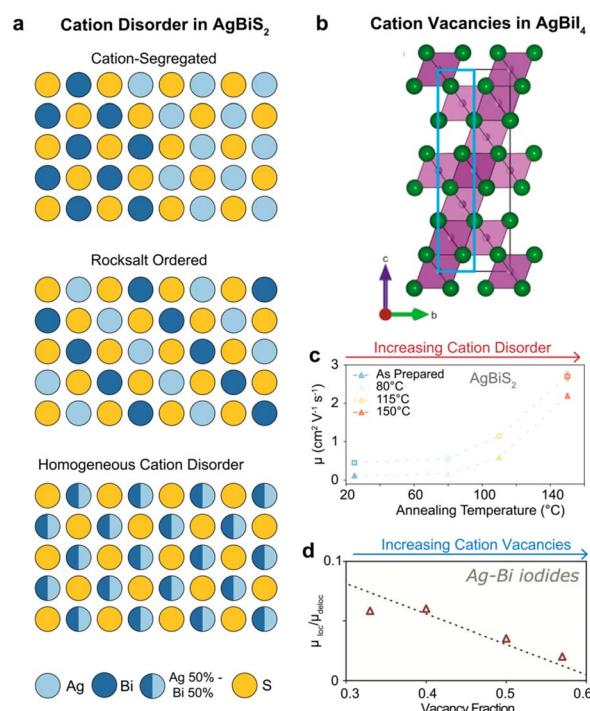 a
Cation Disorder in AgBiS₂
Cation-Segregated
Rocksalt Ordered
Homogeneous Cation Disorder
Ag
Bi
Ag 50% -
Bi 50%
S
b
Cation Vacancies in AgBiI₄
c
b
c
Increasing Cation Disorder
AgBiS₂
As Prepared
80°C
115°C
150°C
μ (cm² V⁻¹ s⁻¹)
3
2
1
0
20
60
100
140
Annealing Temperature (°C)
d
Increasing Cation Vacancies
Ag-Bi iodides
μ loc/μdeloc
0.1
0
0.3
0.4
0.5
0.6
Vacancy Fraction